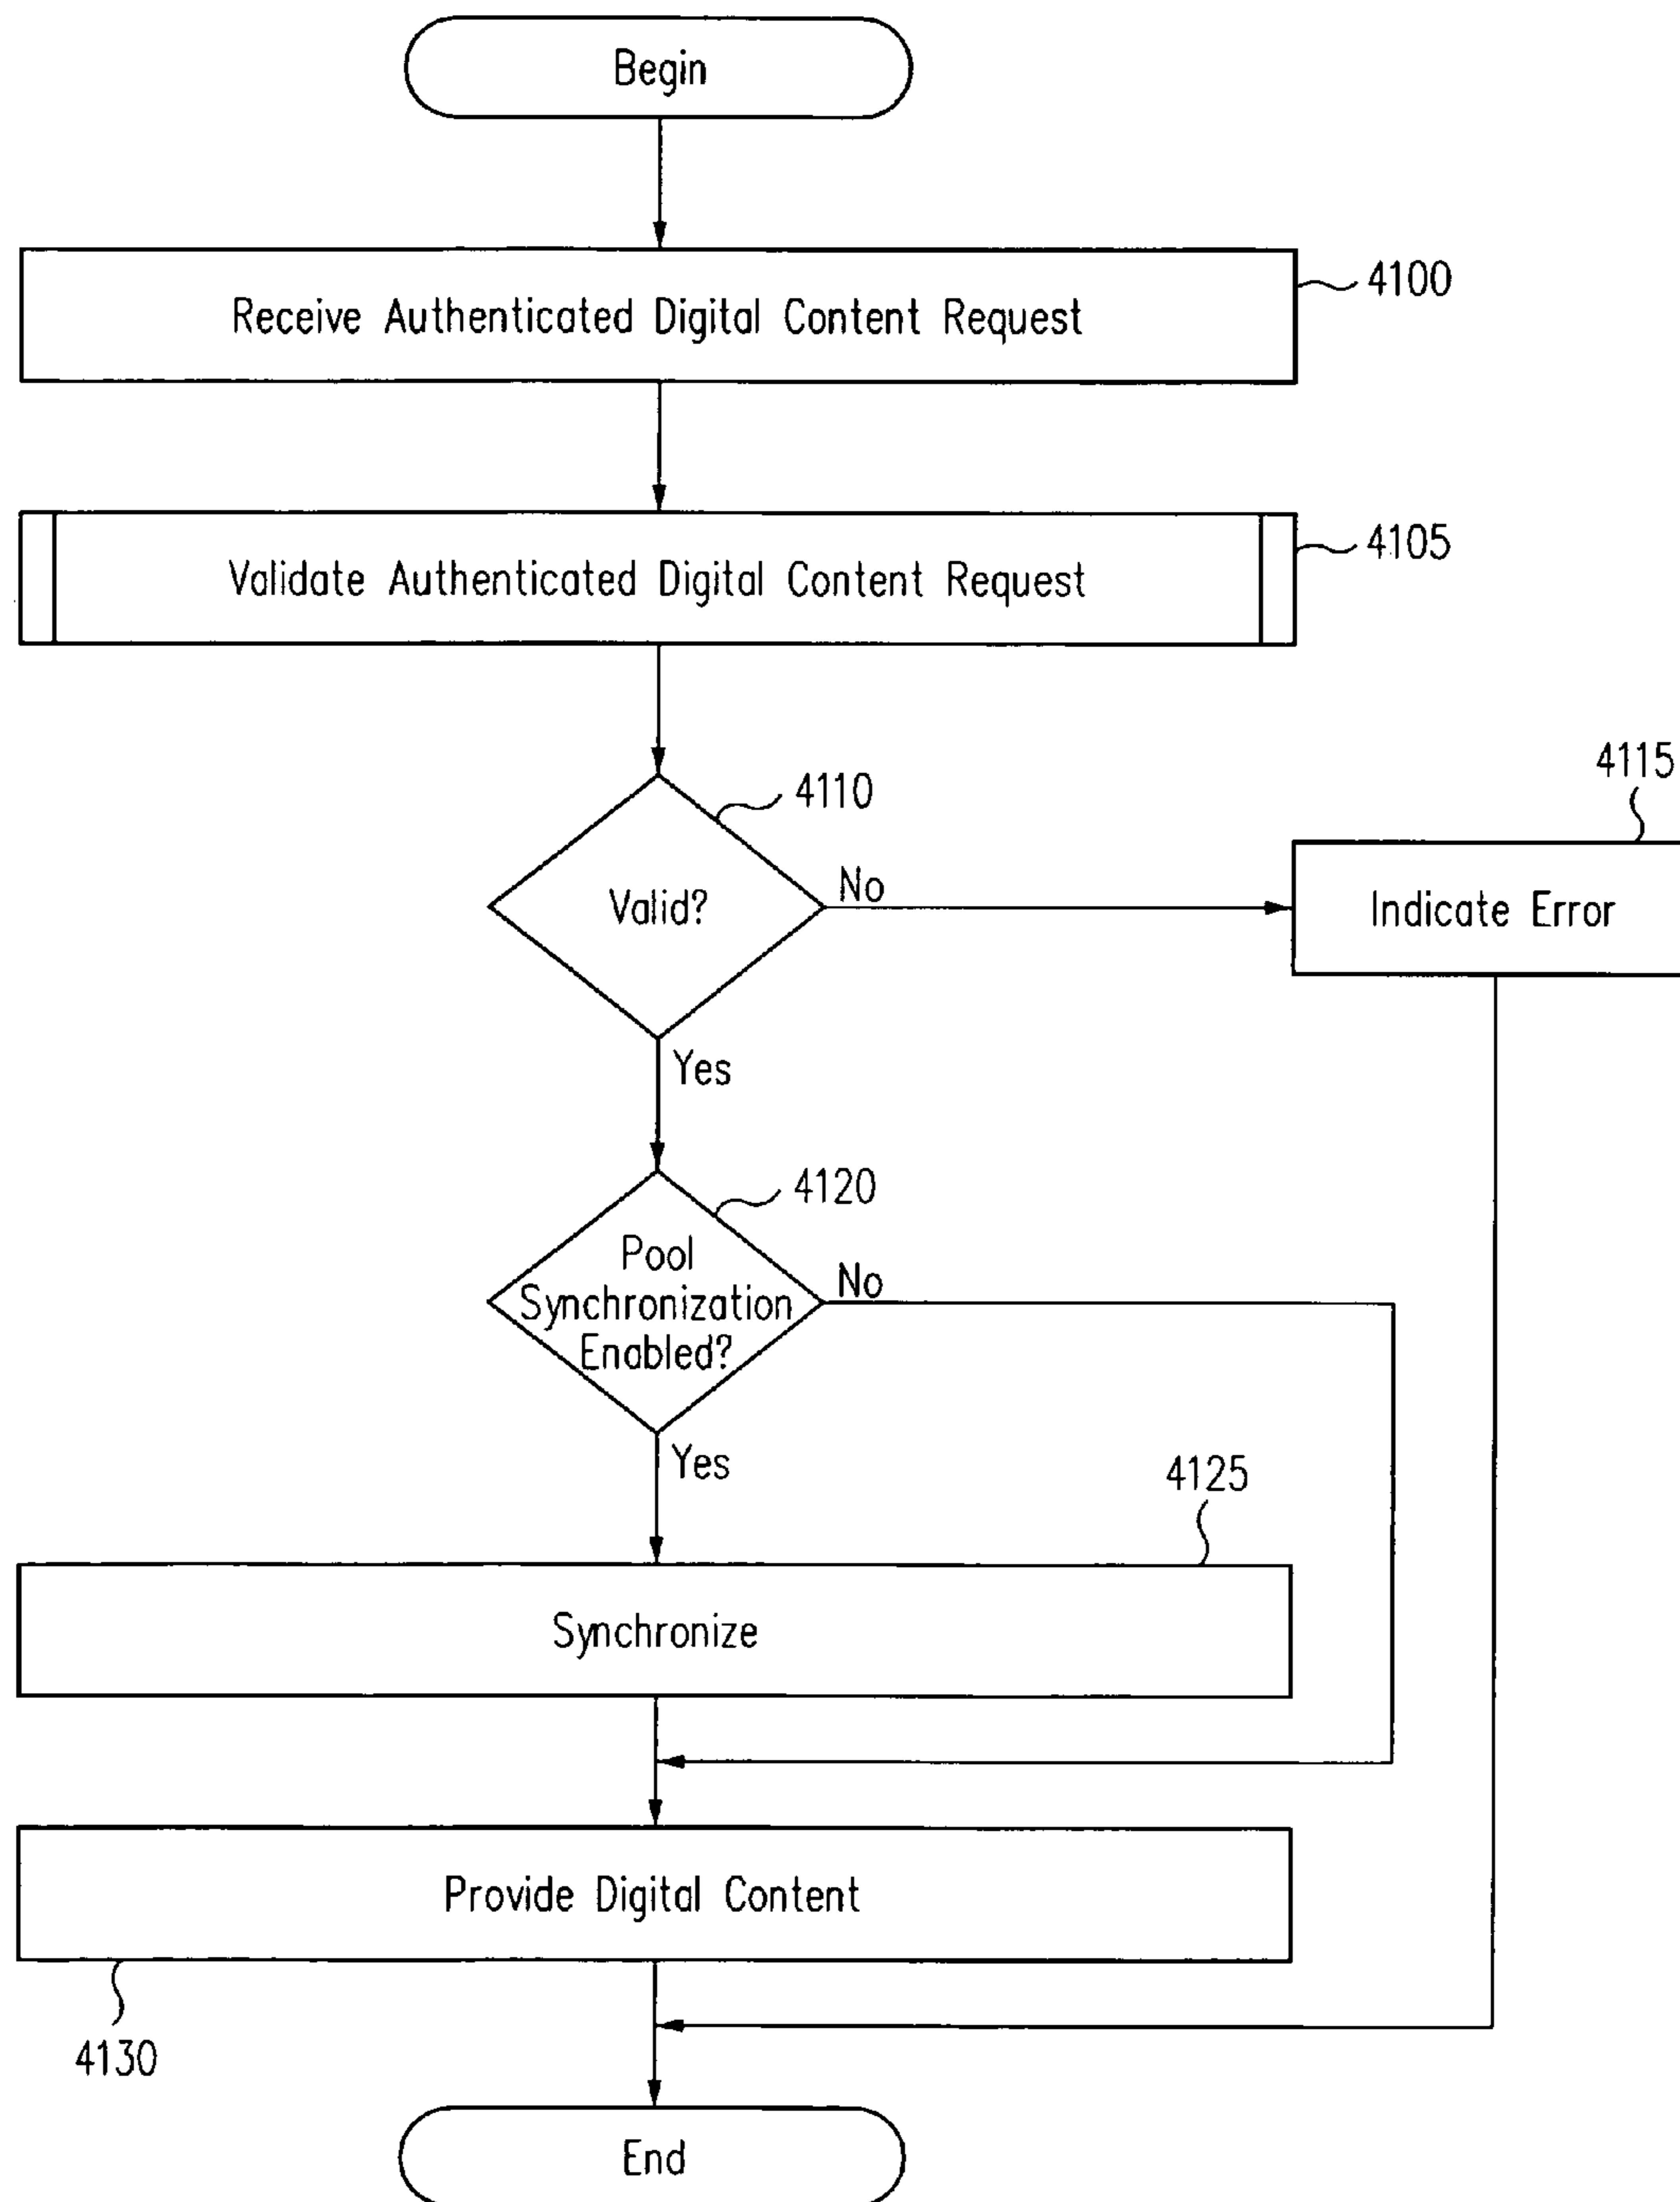 Begin
Receive Authenticated Digital Content Request
4100
Validate Authenticated Digital Content Request
4105
4110
Valid?
No
4115
Indicate Error
Yes
4120
Pool
Synchronization
Enabled?
No
Yes
4125
Synchronize
Provide Digital Content
4130
End